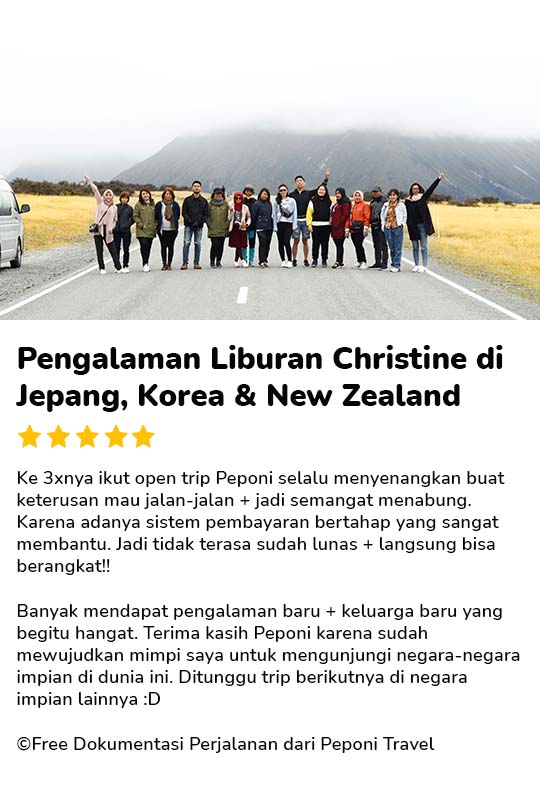 Pengalaman Liburan Christine di
Jepang, Korea & New Zealand
Ke 3xnya ikut open trip Peponi selalu menyenangkan buat
keterusan mau jalan-jalan + jadi semangat menabung.
Karena adanya sistem pembayaran bertahap yang sangat
membantu. Jadi tidak terasa sudah lunas + langsung bisa
berangkat!!
Banyak mendapat pengalaman baru + keluarga baru yang
begitu hangat. Terima kasih Peponi karena sudah
mewujudkan mimpi saya untuk mengunjungi negara-negara
impian di dunia ini. Ditunggu trip berikutnya di negara
impian lainnya :D
©Free Dokumentasi Perjalanan dari Peponi Travel